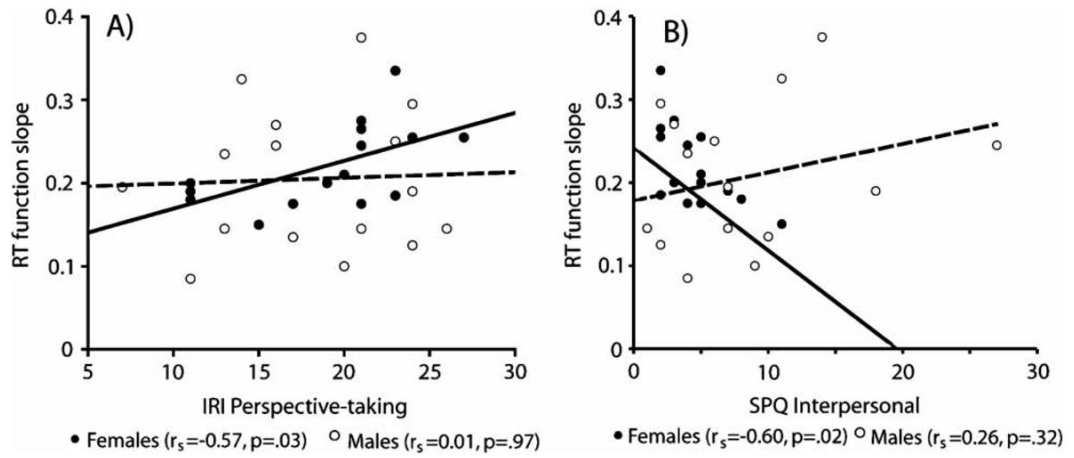 A)
B)
0.4
0.3
0.2
0.1
0
RT function slope
5 10 15 20 25 30
IRI Perspective-taking
• Females (rs=-0.57, p=.03) ○ Males (rs=0.01, p=.97)
0.4
0.3
0.2
0.1
0
RT function slope
0 10 20 30
SPQ Interpersonal
• Females (rs=-0.60, p=.02) ○ Males (rs=0.26, p=.32)